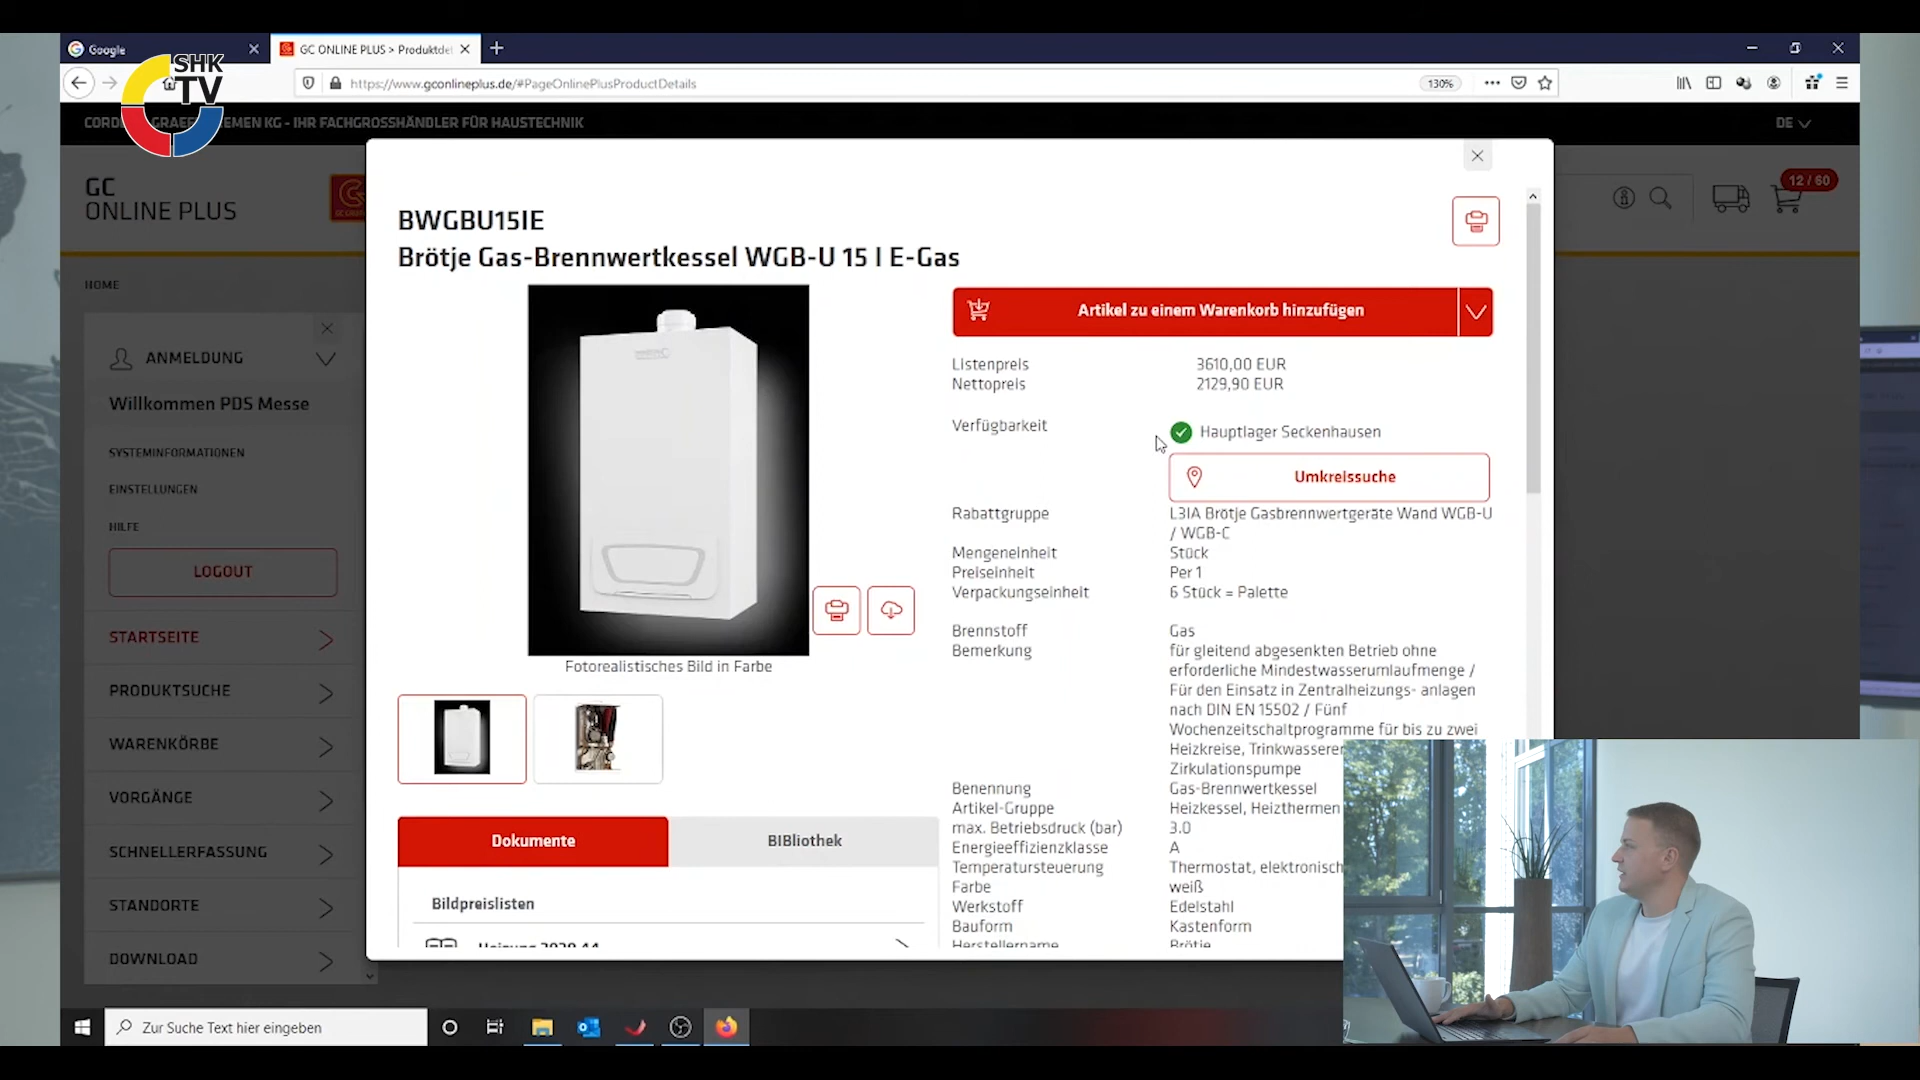 Google
GC ONLINE PLUS > Produktdet
SHK
TV
https://www.gconlineplus.de/#PageOnlinePlusProductDetails
130%
IHR FACHGROSSHÄNDLER FÜR HAUSTECHNIK
DE
GC
ONLINE PLUS
12 / 60
HOME
ANMELDUNG
Willkommen PDS Messe
SYSTEMINFORMATIONEN
EINSTELLUNGEN
HILFE
LOGOUT
STARTSEITE
PRODUKTSUCHE
WARENKÖRBE
VORGÄNGE
SCHNELLERFASSUNG
STANDORTE
DOWNLOAD
BWGBU15IE
Brötje Gas-Brennwertkessel WGB-U 15 I E-Gas
Fotorealistisches Bild in Farbe
Dokumente
BIBliothek
Bildpreislisten
Artikel zu einem Warenkorb hinzufügen
Listenpreis 3610,00 EUR
Nettopreis 2129,90 EUR
Verfügbarkeit Hauptlager Seckenhausen
Umkreissuche
Rabattgruppe L3IA Brötje Gasbrennwertgeräte Wand WGB-U
/ WGB-C
Mengeneinheit Stück
Preiseinheit Per 1
Verpackungseinheit 6 Stück = Palette
Brennstoff Gas
Bemerkung für gleitend abgesenkten Betrieb ohne
erforderliche Mindestwasserumlaufmenge /
Für den Einsatz in Zentralheizungs- anlagen
nach DIN EN 15502 / Fünf
Wochenzeitschaltprogramme für bis zu zwei
Heizkreise,
Zirkulationspumpe
Benennung Gas-Brennwertkessel
Artikel-Gruppe Heizkessel, Heizthermen
max. Betriebsdruck (bar) 3.0
Energieeffizienzklasse A
Temperatursteuerung Thermostat, elektronisch
Farbe weiß
Werkstoff Edelstahl
Bauform Kastenform
Herstellername Brötje
Zur Suche Text hier eingeben